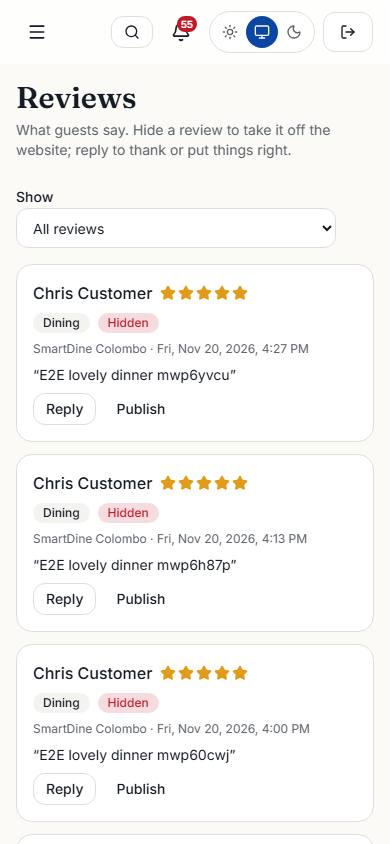 55
Reviews
What guests say. Hide a review to take it off the
website; reply to thank or put things right.
Show
All reviews
Chris Customer
Dining Hidden
SmartDine Colombo · Fri, Nov 20, 2026, 4:27 PM
“E2E lovely dinner mwp6yvcu”
Reply Publish
Chris Customer
Dining Hidden
SmartDine Colombo · Fri, Nov 20, 2026, 4:13 PM
“E2E lovely dinner mwp6h87p”
Reply Publish
Chris Customer
Dining Hidden
SmartDine Colombo · Fri, Nov 20, 2026, 4:00 PM
“E2E lovely dinner mwp60cwj”
Reply Publish